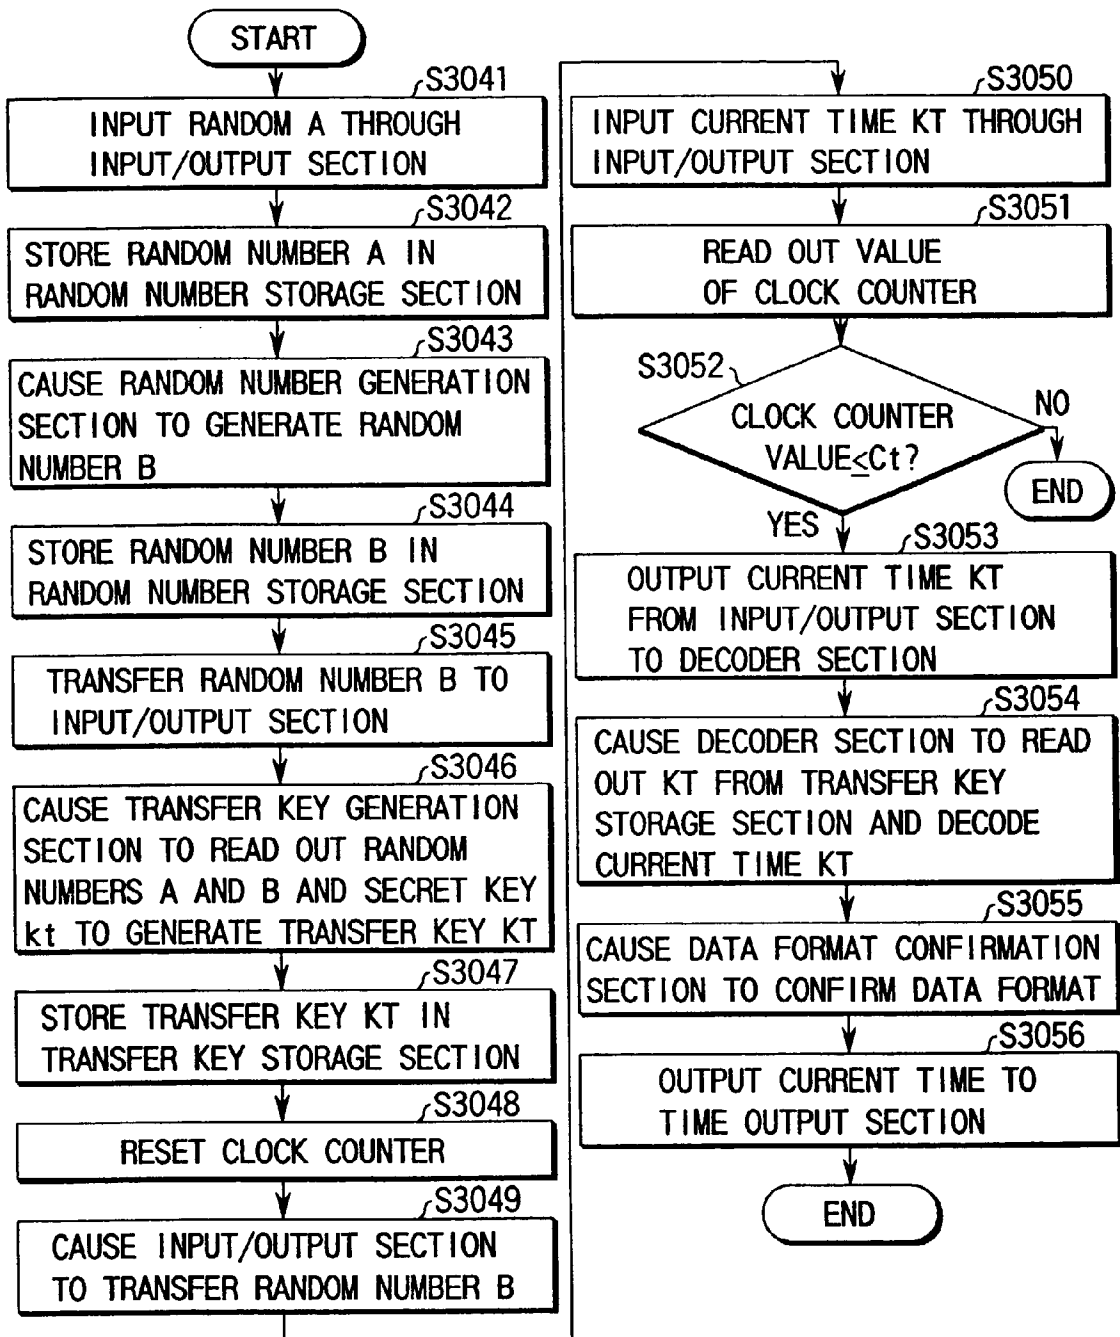 START
S3041
INPUT RANDOM A THROUGH
INPUT/OUTPUT SECTION
S3042
STORE RANDOM NUMBER A IN
RANDOM NUMBER STORAGE SECTION
S3043
CAUSE RANDOM NUMBER GENERATION
SECTION TO GENERATE RANDOM
NUMBER B
S3044
STORE RANDOM NUMBER B IN
RANDOM NUMBER STORAGE SECTION
S3045
TRANSFER RANDOM NUMBER B TO
INPUT/OUTPUT SECTION
S3046
CAUSE TRANSFER KEY GENERATION
SECTION TO READ OUT RANDOM
NUMBERS A AND B AND SECRET KEY
kt TO GENERATE TRANSFER KEY KT
S3047
STORE TRANSFER KEY KT IN
TRANSFER KEY STORAGE SECTION
S3048
RESET CLOCK COUNTER
S3049
CAUSE INPUT/OUTPUT SECTION
TO TRANSFER RANDOM NUMBER B
S3050
INPUT CURRENT TIME KT THROUGH
INPUT/OUTPUT SECTION
S3051
READ OUT VALUE
OF CLOCK COUNTER
S3052
CLOCK COUNTER
VALUE≤Ct?
NO
END
YES
S3053
OUTPUT CURRENT TIME KT
FROM INPUT/OUTPUT SECTION
TO DECODER SECTION
S3054
CAUSE DECODER SECTION TO READ
OUT KT FROM TRANSFER KEY
STORAGE SECTION AND DECODE
CURRENT TIME KT
S3055
CAUSE DATA FORMAT CONFIRMATION
SECTION TO CONFIRM DATA FORMAT
S3056
OUTPUT CURRENT TIME TO
TIME OUTPUT SECTION
END